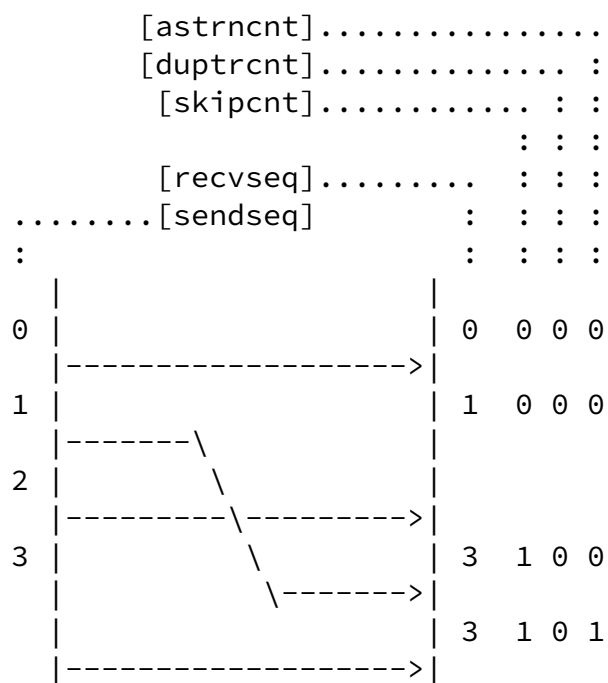 [astrncnt]................
[duptrcnt].............. :
[skipcnt]............ : :
: : :
[recvseq]......... : : :
........[sendseq] : : : :
: : : : :
| |
0 | | 0 0 0 0
|------------------->|
1 | | 1 0 0 0
|-------\ |
2 | \ |
|---------\--------->|
3 | \ | 3 1 0 0
| \------->|
| | 3 1 0 1
|------------------->|